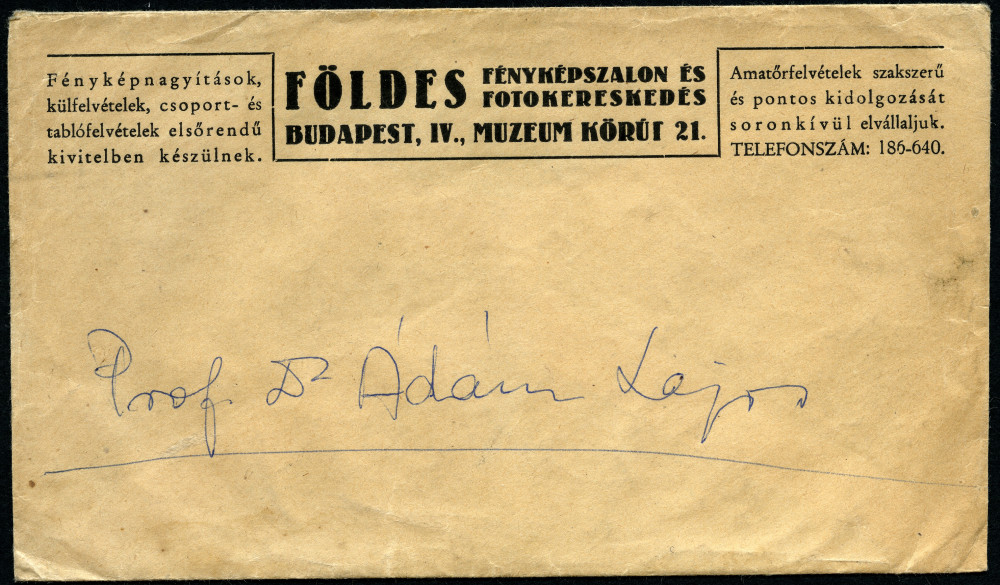 Fényképnagyítások,
külfelvételek, csoport- és
tablófelvételek elsőrendű
kivitelben készülnek.
FÖLDES FÉNYKÉPSZALON ÉS
FOTOKERESKEDÉS
BUDAPEST, IV., MUZEUM KÖRÚT 21.
Amatőrfelvételek szakszerű
és pontos kidolgozását
soronkívül elvállaljuk.
TELEFONSZÁM: 186-640.
Prof. Dr Ádám Lajos